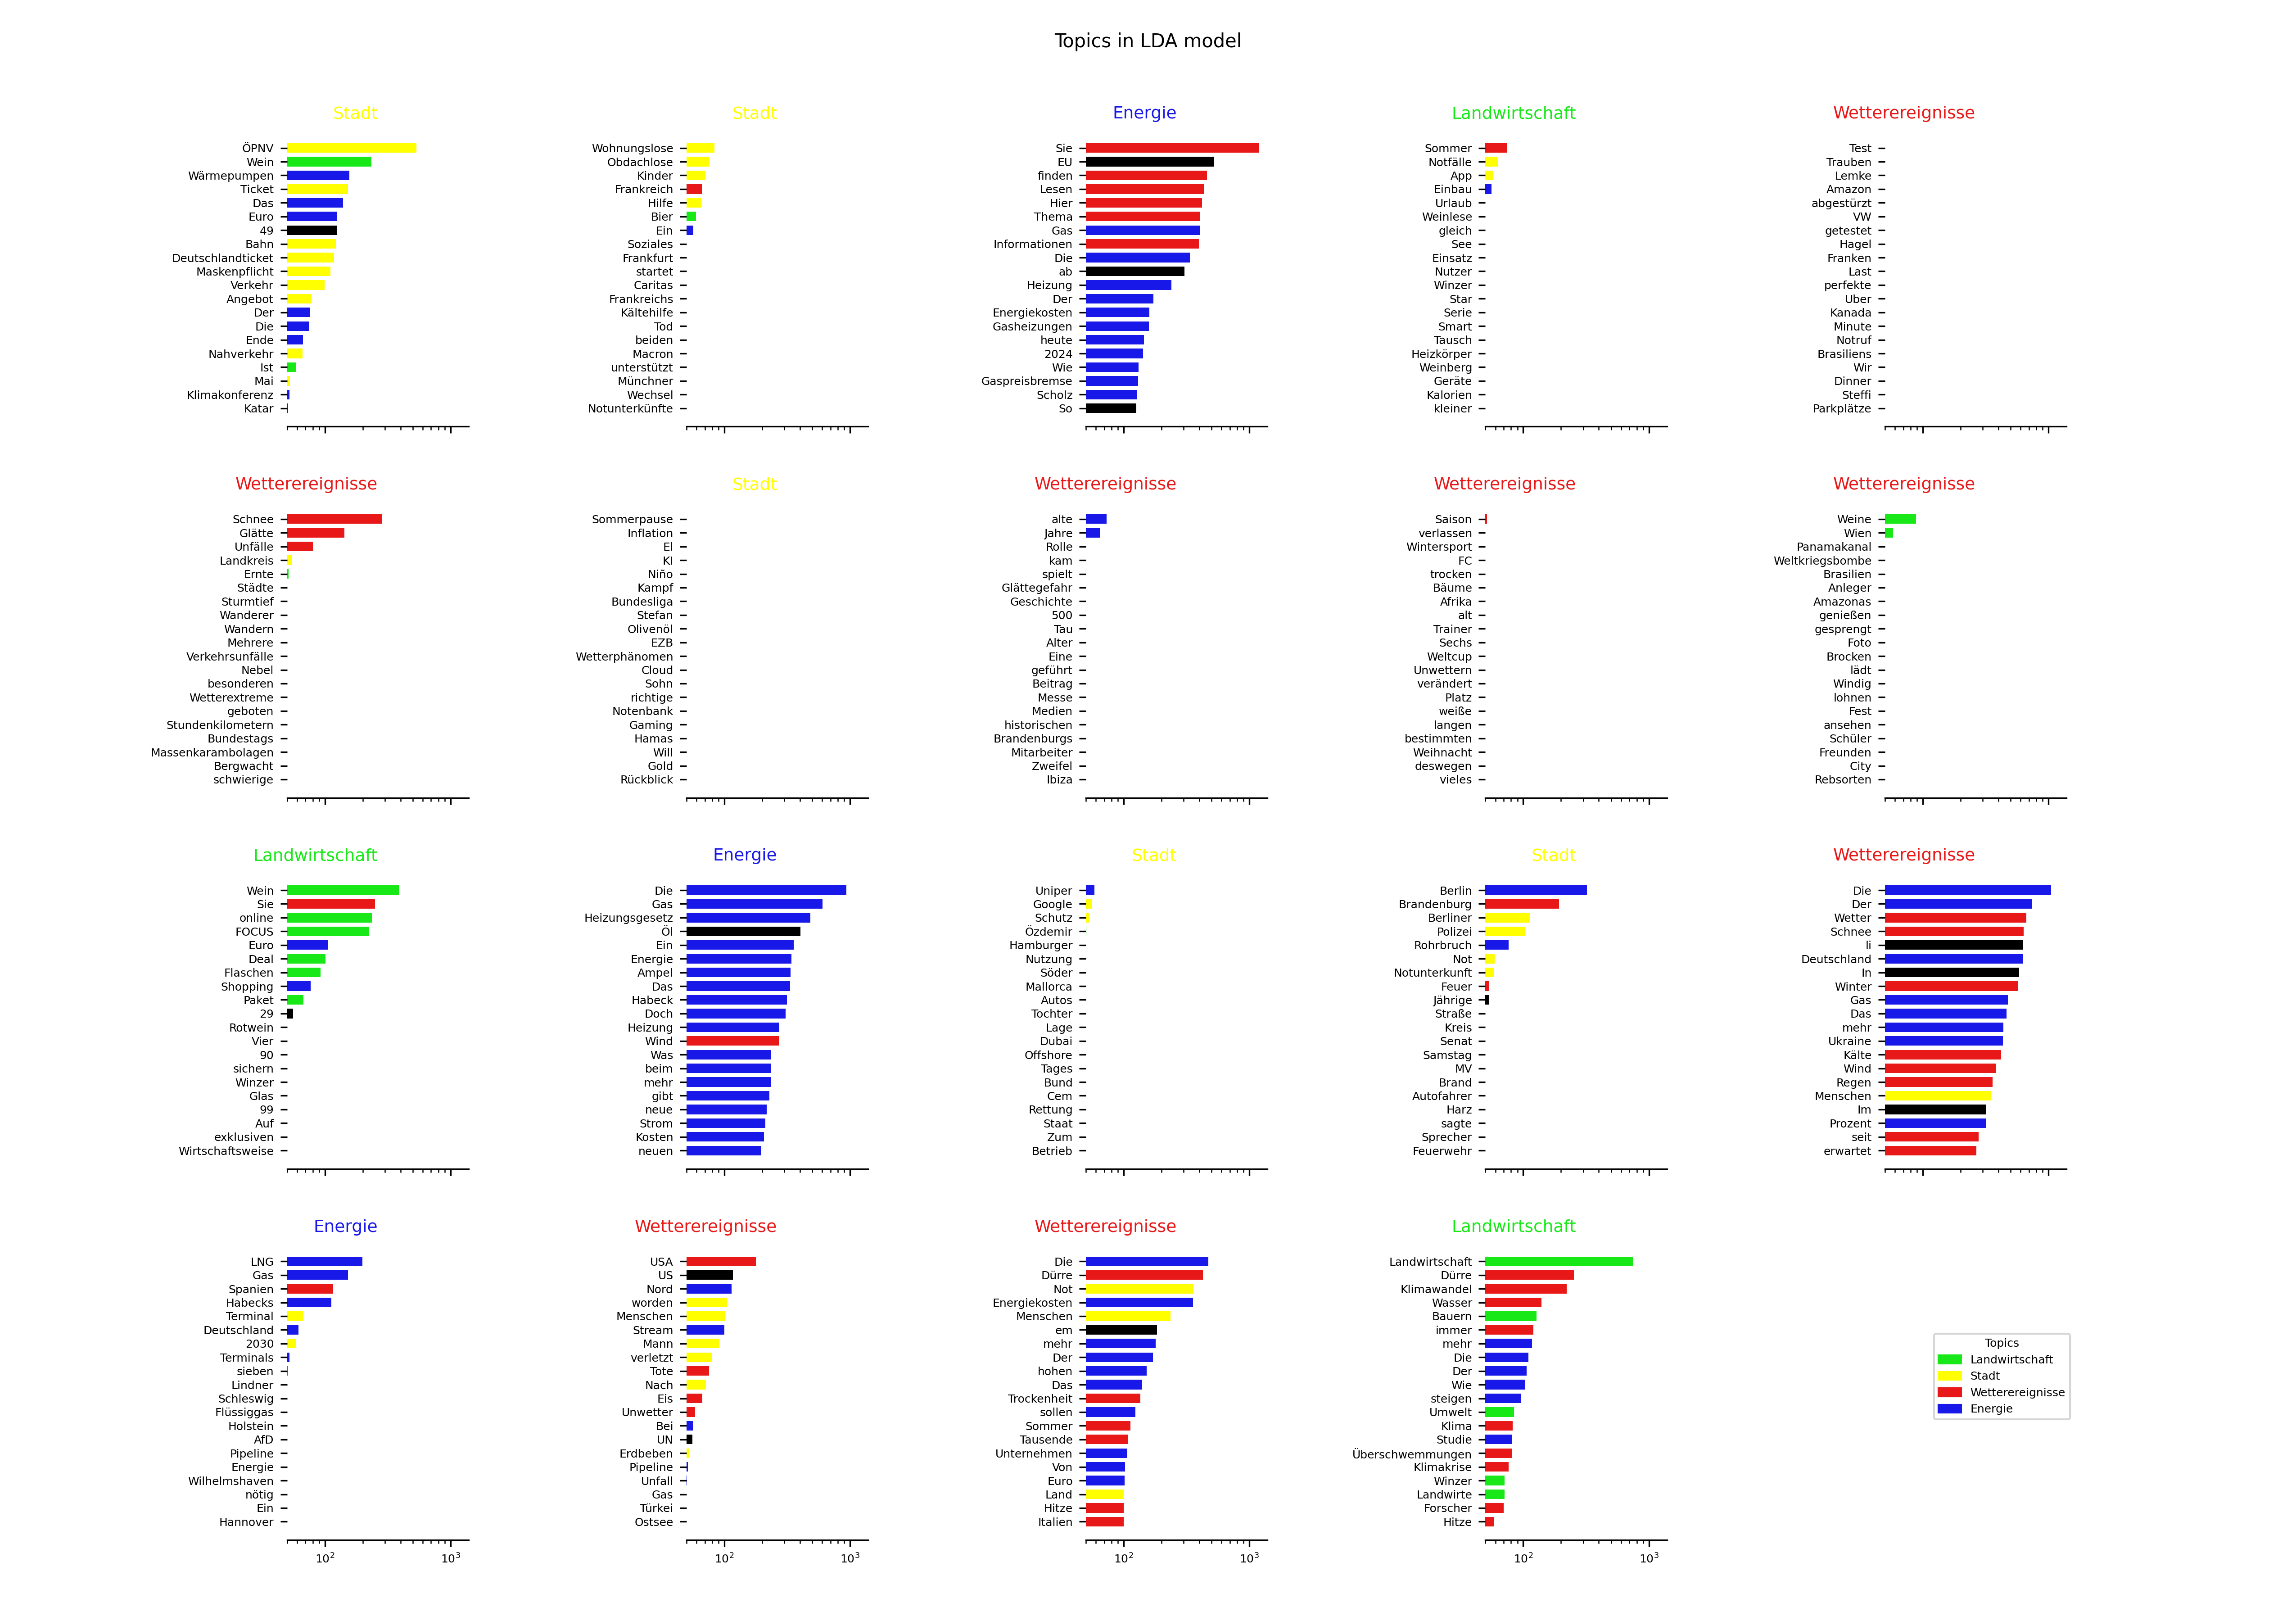 Topics in LDA model
Stadt
ÖPNV
Wein
Wärmepumpen
Ticket
Das
Euro
49
Bahn
Deutschlandticket
Maskenpflicht
Verkehr
Angebot
Der
Die
Ende
Nahverkehr
Ist
Mai
Klimakonferenz
Katar
Stadt
Wohnungslose
Obdachlose
Kinder
Frankreich
Hilfe
Bier
Ein
Soziales
Frankfurt
startet
Caritas
Frankreichs
Kältehilfe
Tod
beiden
Macron
unterstützt
Münchner
Wechsel
Notunterkünfte
Energie
Sie
EU
finden
Lesen
Hier
Thema
Gas
Informationen
Die
ab
Heizung
Der
Energiekosten
Gasheizungen
heute
2024
Wie
Gaspreisbremse
Scholz
So
Landwirtschaft
Sommer
Notfälle
App
Einbau
Urlaub
Weinlese
gleich
See
Einsatz
Nutzer
Winzer
Star
Serie
Smart
Tausch
Heizkörper
Weinberg
Geräte
Kalorien
kleiner
Wetterereignisse
Test
Trauben
Lemke
Amazon
abgestürzt
VW
getestet
Hagel
Franken
Last
perfekte
Uber
Kanada
Minute
Notruf
Brasiliens
Wir
Dinner
Steffi
Parkplätze
Wetterereignisse
Schnee
Glätte
Unfälle
Landkreis
Ernte
Städte
Sturmtief
Wanderer
Wandern
Mehrere
Verkehrsunfälle
Nebel
besonderen
Wetterextreme
geboten
Stundenkilometern
Bundestags
Massenkarambolagen
Bergwacht
schwierige
Stadt
Sommerpause
Inflation
El
KI
Niño
Kampf
Bundesliga
Stefan
Olivenöl
EZB
Wetterphänomen
Cloud
Sohn
richtige
Notenbank
Gaming
Hamas
Will
Gold
Rückblick
Wetterereignisse
alte
Jahre
Rolle
kam
spielt
Glättegefahr
Geschichte
500
Tau
Alter
Eine
geführt
Beitrag
Messe
Medien
historischen
Brandenburgs
Mitarbeiter
Zweifel
Ibiza
Wetterereignisse
Saison
verlassen
Wintersport
FC
trocken
Bäume
Afrika
alt
Trainer
Sechs
Weltcup
Unwettern
verändert
Platz
weiße
langen
bestimmten
Weihnacht
deswegen
vieles
Wetterereignisse
Weine
Wien
Panamakanal
Weltkriegsbombe
Brasilien
Anleger
Amazonas
genießen
gesprengt
Foto
Brocken
lädt
Windig
lohnen
Fest
ansehen
Schüler
Freunden
City
Rebsorten
Landwirtschaft
Wein
Sie
online
FOCUS
Euro
Deal
Flaschen
Shopping
Paket
29
Rotwein
Vier
90
sichern
Winzer
Glas
99
Auf
exklusiven
Wirtschaftsweise
Energie
Die
Gas
Heizungsgesetz
Öl
Ein
Energie
Ampel
Das
Habeck
Doch
Heizung
Wind
Was
beim
mehr
gibt
neue
Strom
Kosten
neuen
Stadt
Uniper
Google
Schutz
Özdemir
Hamburger
Nutzung
Söder
Mallorca
Autos
Tochter
Lage
Dubai
Offshore
Tages
Bund
Cem
Rettung
Staat
Zum
Betrieb
Stadt
Berlin
Brandenburg
Berliner
Polizei
Rohrbruch
Not
Notunterkunft
Feuer
Jährige
Straße
Kreis
Senat
Samstag
MV
Brand
Autofahrer
Harz
sagte
Sprecher
Feuerwehr
Wetterereignisse
Die
Der
Wetter
Schnee
li
Deutschland
In
Winter
Gas
Das
mehr
Ukraine
Kälte
Wind
Regen
Menschen
Im
Prozent
seit
erwartet
Energie
LNG
Gas
Spanien
Habecks
Terminal
Deutschland
2030
Terminals
sieben
Lindner
Schleswig
Flüssiggas
Holstein
AfD
Pipeline
Energie
Wilhelmshaven
nötig
Ein
Hannover
10² 10³
Wetterereignisse
USA
US
Nord
worden
Menschen
Stream
Mann
verletzt
Tote
Nach
Eis
Unwetter
Bei
UN
Erdbeben
Pipeline
Unfall
Gas
Türkei
Ostsee
10² 10³
Wetterereignisse
Die
Dürre
Not
Energiekosten
Menschen
em
mehr
Der
hohen
Das
Trockenheit
sollen
Sommer
Tausende
Unternehmen
Von
Euro
Land
Hitze
Italien
10² 10³
Landwirtschaft
Landwirtschaft
Dürre
Klimawandel
Wasser
Bauern
immer
mehr
Die
Der
Wie
steigen
Umwelt
Klima
Studie
Überschwemmungen
Klimakrise
Winzer
Landwirte
Forscher
Hitze
10² 10³
Topics
Landwirtschaft
Stadt
Wetterereignisse
Energie